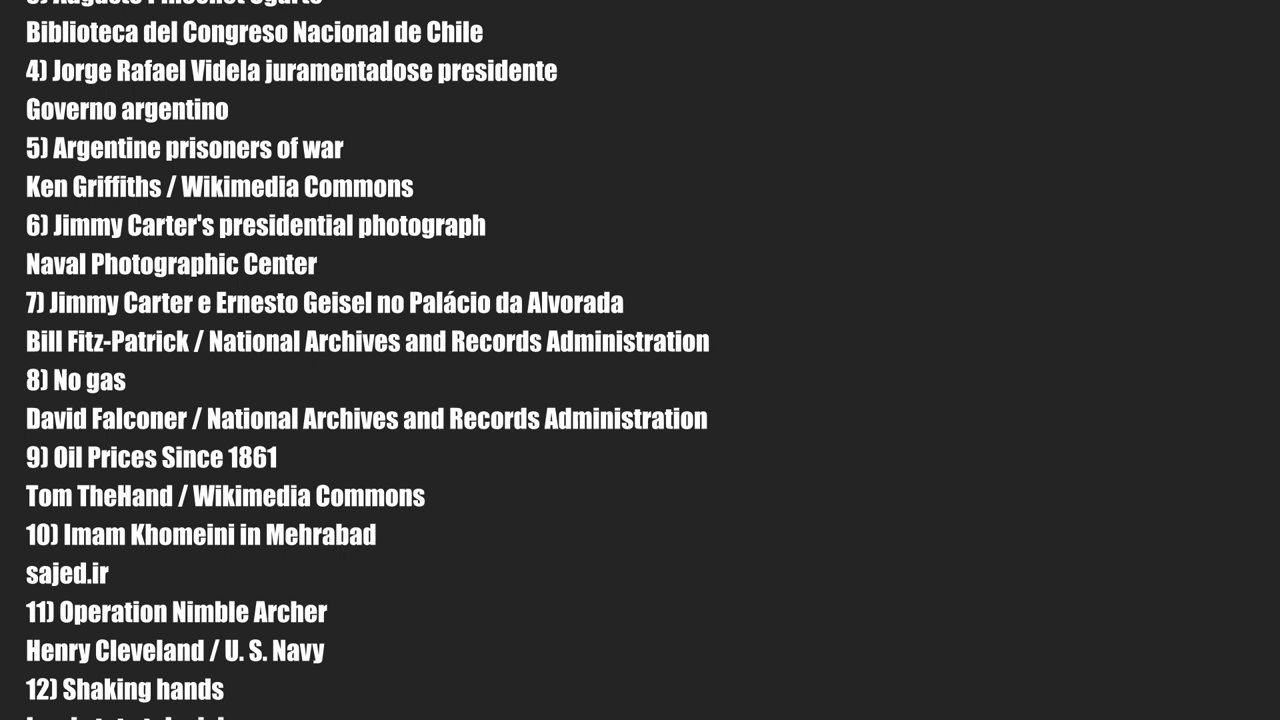 Biblioteca del Congreso Nacional de Chile
4) Jorge Rafael Videla juramentadose presidente
Governo argentino
5) Argentine prisoners of war
Ken Griffiths / Wikimedia Commons
6) Jimmy Carter's presidential photograph
Naval Photographic Center
7) Jimmy Carter e Ernesto Geisel no Palácio da Alvorada
Bill Fitz-Patrick / National Archives and Records Administration
8) No gas
David Falconer / National Archives and Records Administration
9) Oil Prices Since 1861
Tom TheHand / Wikimedia Commons
10) Imam Khomeini in Mehrabad
sajed.ir
11) Operation Nimble Archer
Henry Cleveland / U. S. Navy
12) Shaking hands